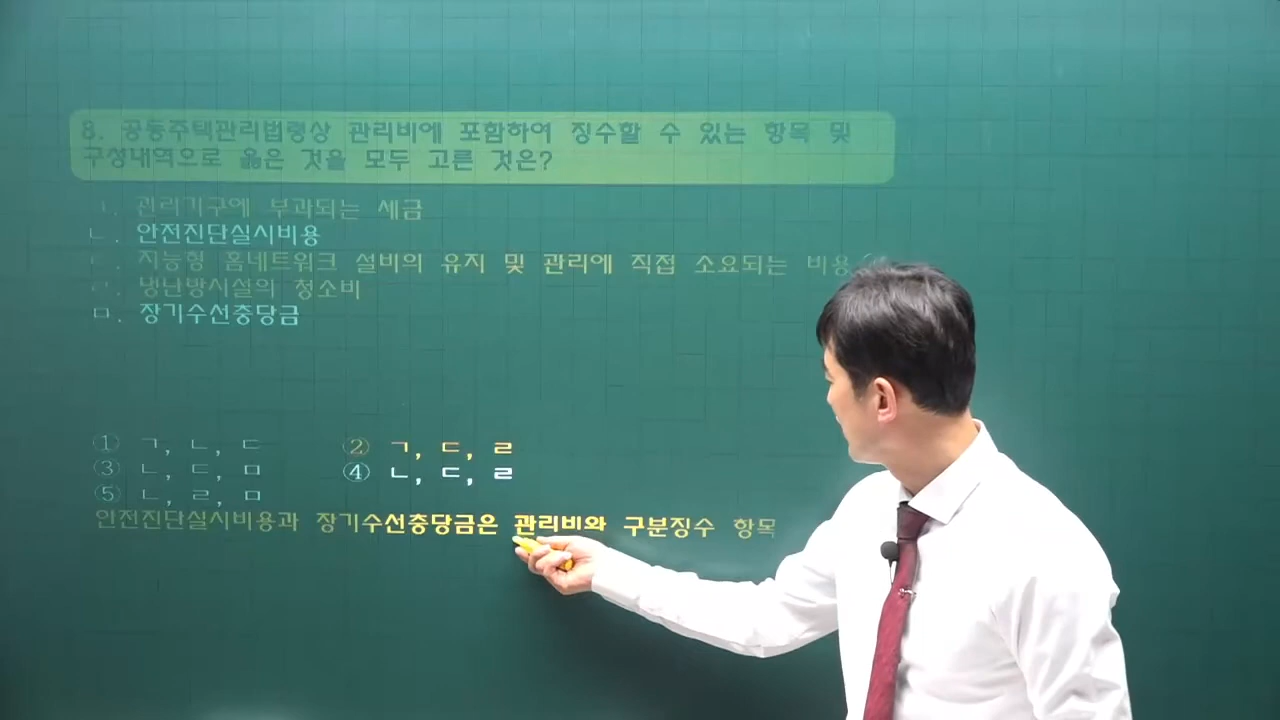 8. 공동주택관리법령상 관리비에 포함하여 징수할 수 있는 항목 및
구성내역으로 옳은 것을 모두 고른 것은?
ㄱ. 관리기구에 부과되는 세금
ㄴ. 안전진단실시비용
ㄷ. 지능형 홈네트워크 설비의 유지 및 관리에 직접 소요되는 비용
ㄹ. 냉난방시설의 청소비
ㅁ. 장기수선충당금
① ㄱ, ㄴ, ㄷ ② ㄱ, ㄷ, ㄹ
③ ㄴ, ㄷ, ㅁ ④ ㄴ, ㄷ, ㄹ
⑤ ㄴ, ㄹ, ㅁ
안전진단실시비용과 장기수선충당금은 관리비와 구분징수 항목